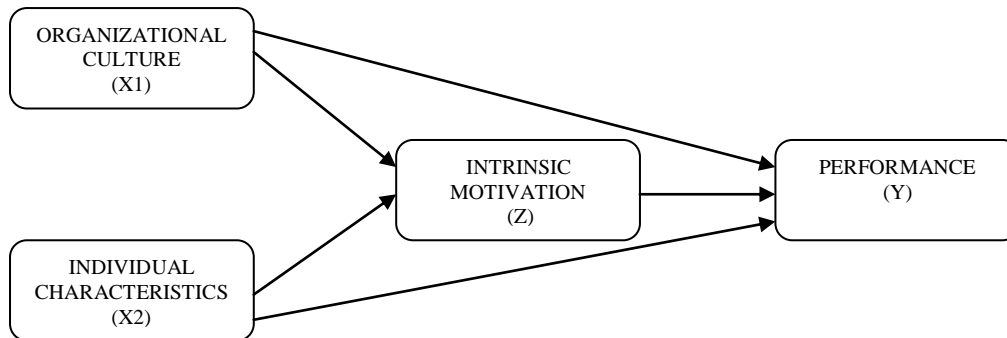 ORGANIZATIONAL
CULTURE
(X1)
INTRINSIC
MOTIVATION
(Z)
PERFORMANCE
(Y)
INDIVIDUAL
CHARACTERISTICS
(X2)